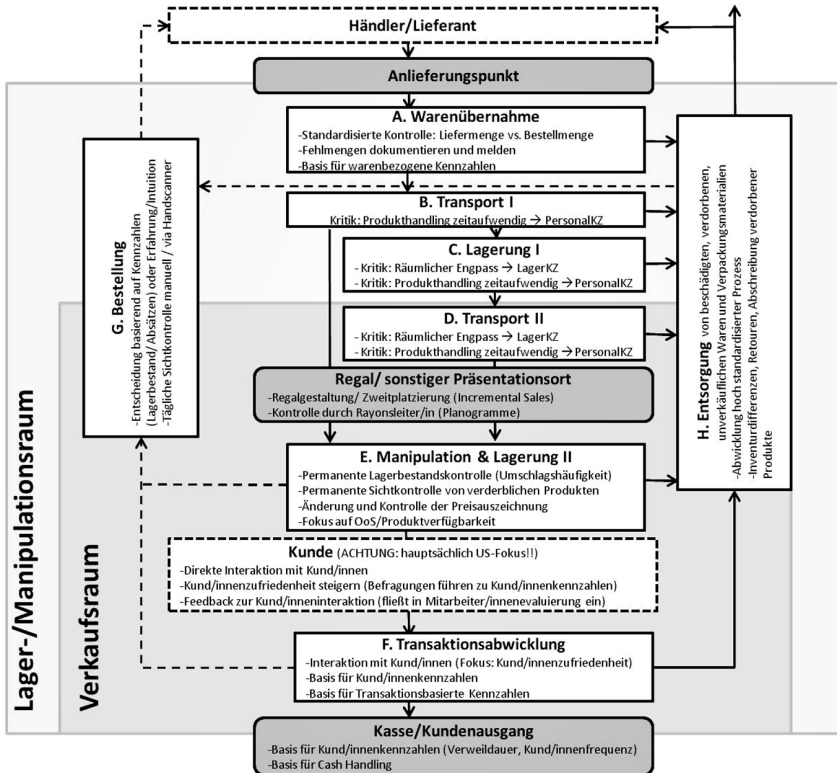 Händler/Lieferant
Anlieferungspunkt
A. Warenübernahme
-Standardisierte Kontrolle: Liefermenge vs. Bestellmenge
-Fehlmengen dokumentieren und melden
-Basis für warenbezogene Kennzahlen
B. Transport I
Kritik: Produkthandling zeitaufwendig → PersonalKZ
C. Lagerung I
- Kritik: Räumlicher Engpass → LagerKZ
- Kritik: Produkthandling zeitaufwendig → PersonalKZ
D. Transport II
- Kritik: Räumlicher Engpass → LagerKZ
- Kritik: Produkthandling zeitaufwendig → PersonalKZ
Regal/ sonstiger Präsentationsort
-Regalgestaltung/ Zweitplatzierung (Incremental Sales)
-Kontrolle durch Rayonsleiter/in (Planogramme)
E. Manipulation & Lagerung II
-Permanente Lagerbestandskontrolle (Umschlagshäufigkeit)
-Permanente Sichtkontrolle von verderblichen Produkten
-Änderung und Kontrolle der Preisauszeichnung
-Fokus auf OoS/Produktverfügbarkeit
Kunde (ACHTUNG: hauptsächlich US-Fokus!!)
-Direkte Interaktion mit Kund/innen
-Kund/innenzufriedenheit steigern (Befragungen führen zu Kund/innenkennzahlen)
-Feedback zur Kund/inneninteraktion (fließt in Mitarbeiter/innenevaluierung ein)
F. Transaktionsabwicklung
-Interaktion mit Kund/innen (Fokus: Kund/innenzufriedenheit)
-Basis für Kund/innenkennzahlen
-Basis für Transaktionsbasierte Kennzahlen
Kasse/Kundenausgang
-Basis für Kund/innenkennzahlen (Verweildauer, Kund/innenfrequenz)
-Basis für Cash Handling
G. Bestellung
-Entscheidung basierend auf Kennzahlen
(Lagerbestand/ Absätzen) oder Erfahrung/Intuition
-Tägliche Sichtkontrolle manuell / via Handscanner
H. Entsorgung von beschädigten, verdorbenen,
unverkäuflichen Waren und Verpackungsmaterialien
-Abwicklung hoch standardisierter Prozess
-Inventurdifferenzen, Retouren, Abschreibung verdorbener
Produkte
Lager-/Manipulationsraum
Verkaufsraum